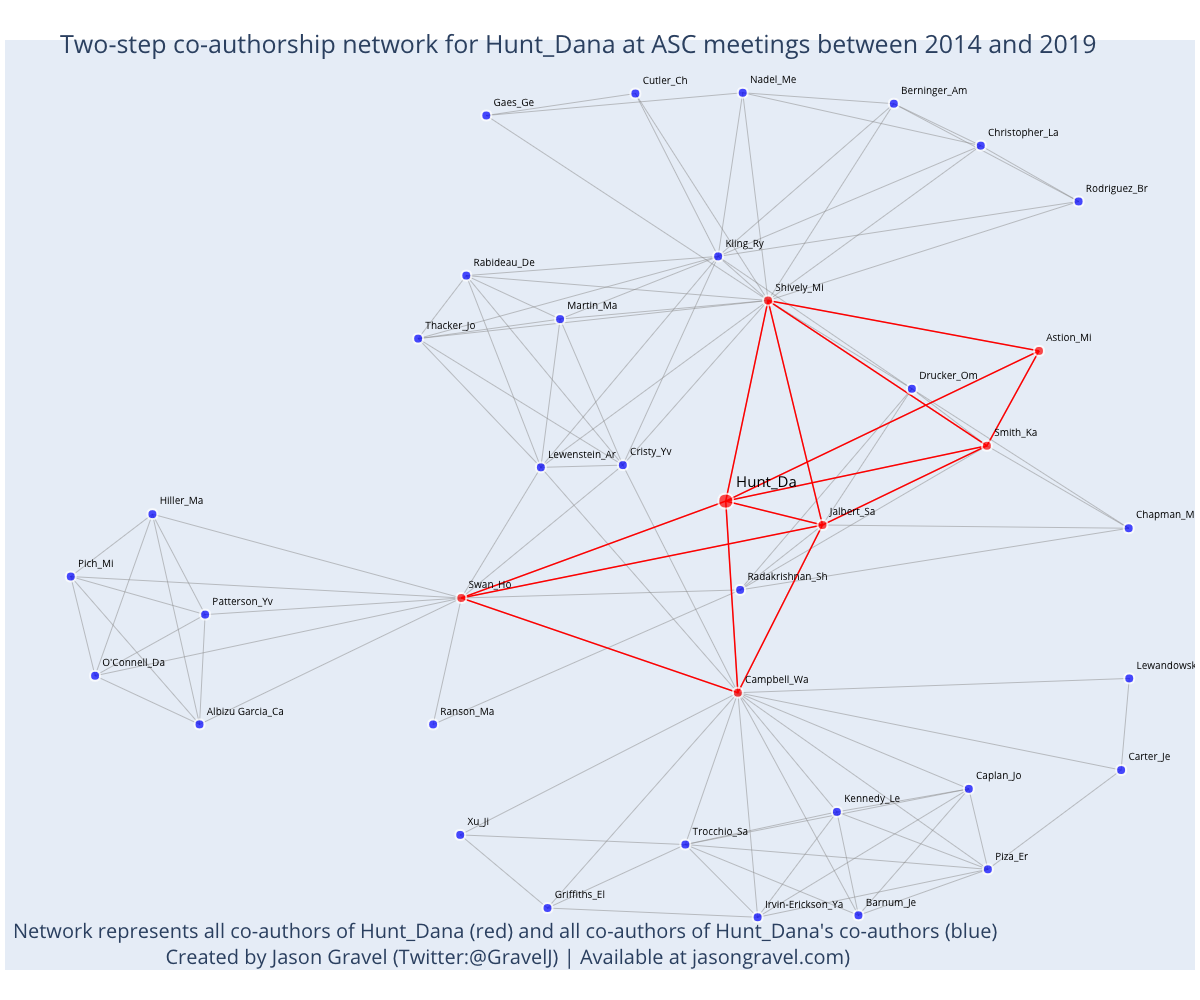 Two-step co-authorship network for Hunt_Dana at ASC meetings between 2014 and 2019
Cutler_Ch
Nadel_Me
Gaes_Ge
Berninger_Am
Christopher_La
Rodriguez_Br
Kling_Ry
Rabideau_De
Shively_Mi
Martin_Ma
Thacker_Jo
Astion_Mi
Drucker_Om
Smith_Ka
Lewenstein_Ar
Cristy_Yv
Hunt_Da
Hiller_Ma
Jalbert_Sa
Chapman_M
Pich_Mi
Radakrishnan_Sh
Swan_Ho
Patterson_Yv
O'Connell_Da
Lewandowsk
Campbell_Wa
Albizu Garcia_Ca
Ranson_Ma
Carter_Je
Caplan_Jo
Kennedy_Le
Xu_Ji
Trocchio_Sa
Piza_Er
Griffiths_El
Irvin-Erickson_Ya
Barnum_Je
Network represents all co-authors of Hunt_Dana (red) and all co-authors of Hunt_Dana's co-authors (blue)
Created by Jason Gravel (Twitter:@GravelJ) | Available at jasongravel.com)